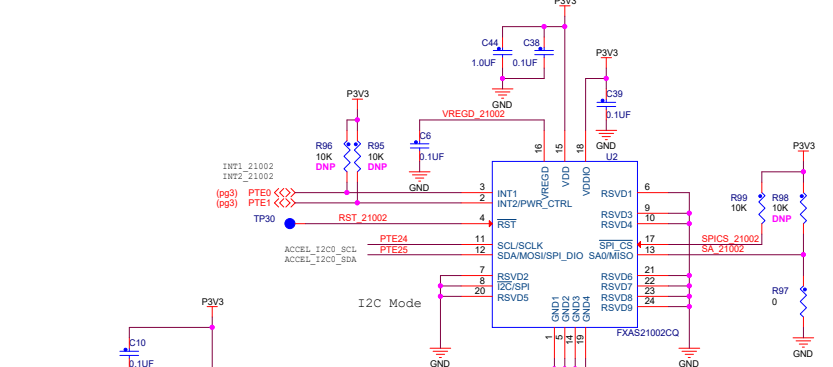 P3V3
C44
C38
1.0UF
0.1UF
GND
P3V3
C39
0.1UF
GND
P3V3
VREGD_21002
C6
0.1UF
GND
R96
10K
DNP
R95
10K
DNP
INT1_21002
INT2_21002
(pg3) PTE0
(pg3) PTE1
TP30
RST_21002
PTE24
PTE25
ACCEL_I2C0_SCL
ACCEL_I2C0_SDA
I2C Mode
16
15
18
U2
VREGD
VDD
VDDIO
3 INT1
2 INT2/PWR_CTRL
4 RST
11 SCL/SCLK
12 SDA/MOSI/SPI_DIO
7 RSVD2
8 I2C/SPI
20 RSVD5
RSVD1 6
RSVD3 9
RSVD4 10
SPI_CS 17
SA0/MISO 13
RSVD6 21
RSVD7 22
RSVD8 23
RSVD9 24
GND1
GND2
GND3
GND4
1
5
14
19
FXAS21002CQ
SPICS_21002
SA_21002
P3V3
R99
10K
R98
10K
DNP
R97
0
GND
GND
GND
P3V3
C10
0.1UF